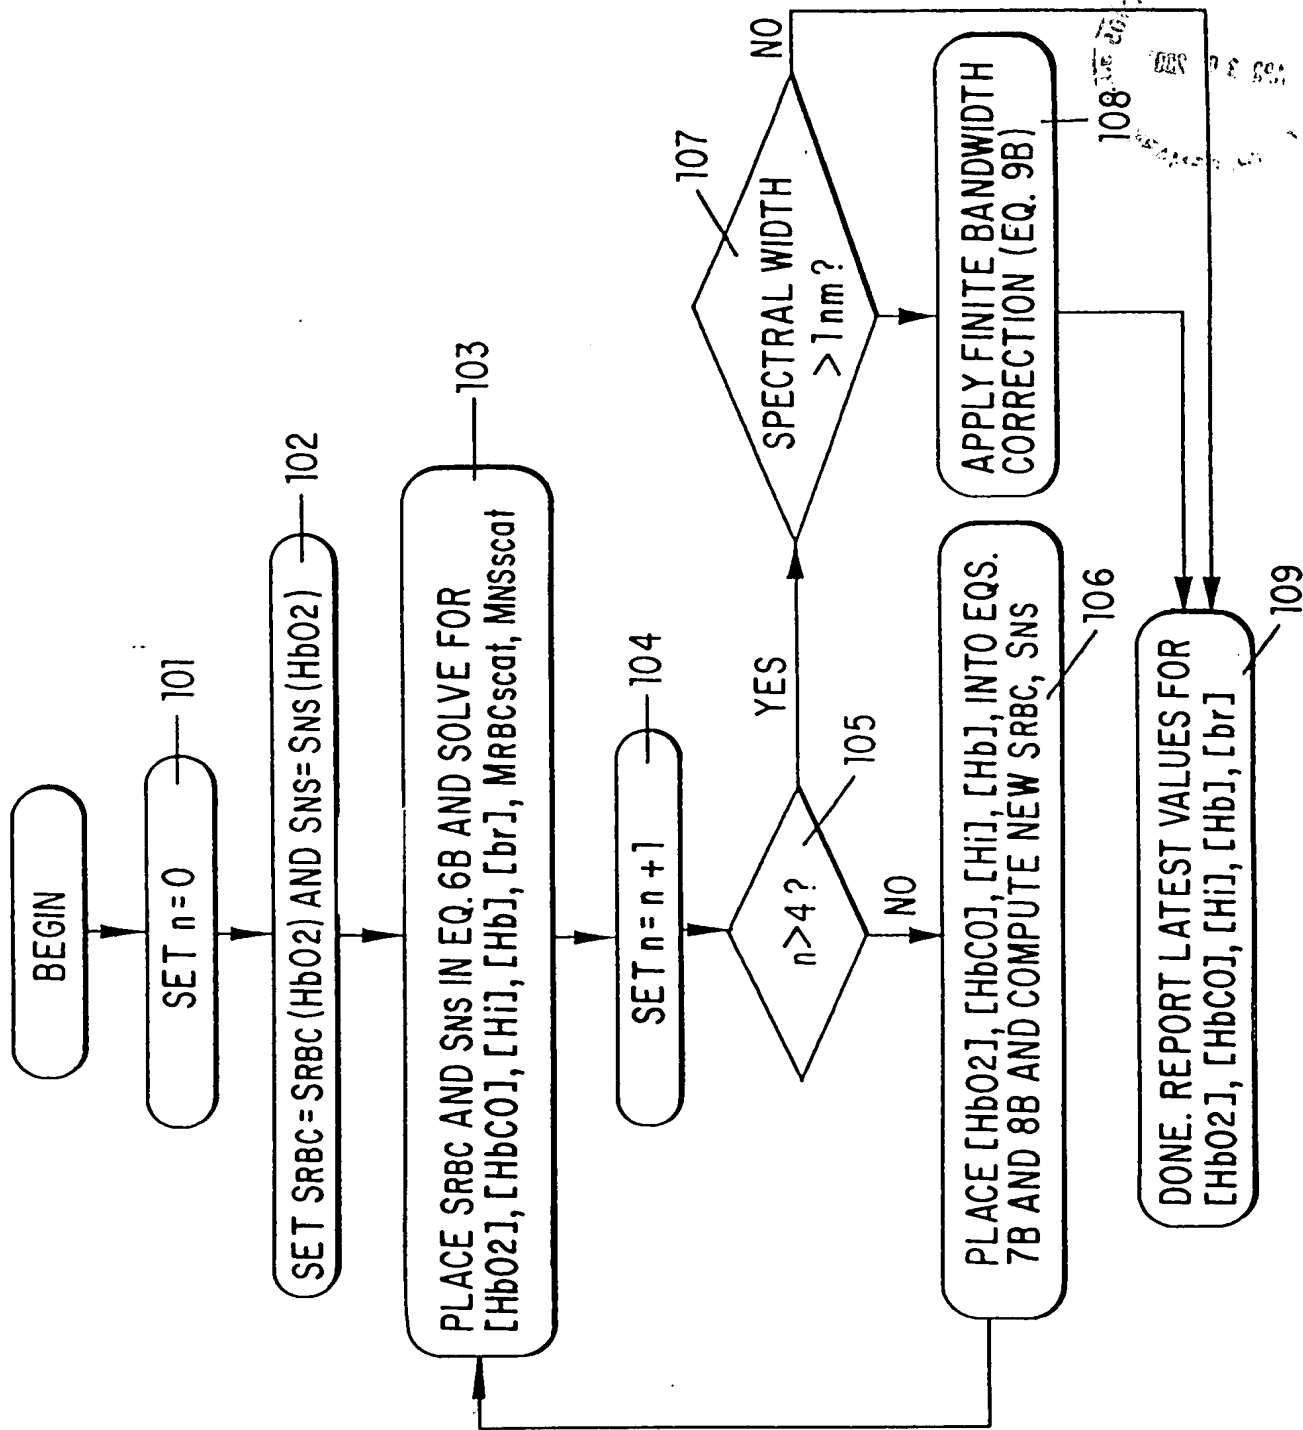 BEGIN
SET n=0
101
SET SRBC=SRBC (HbO2) AND SNS=SNS (HbO2)
102
PLACE SRBC AND SNS IN EQ. 6B AND SOLVE FOR
[HbO2], [HbCO], [Hi], [Hb], [br], MRBCscat, MNSscat
103
SET n=n+1
104
n>4?
105
YES
NO
PLACE [HbO2], [HbCO], [Hi], [Hb], INTO EQS.
7B AND 8B AND COMPUTE NEW SRBC, SNS
106
SPECTRAL WIDTH
>1nm?
107
NO
APPLY FINITE BANDWIDTH
CORRECTION (EQ. 9B)
108
DONE. REPORT LATEST VALUES FOR
[HbO2], [HbCO], [Hi], [Hb], [br]
109